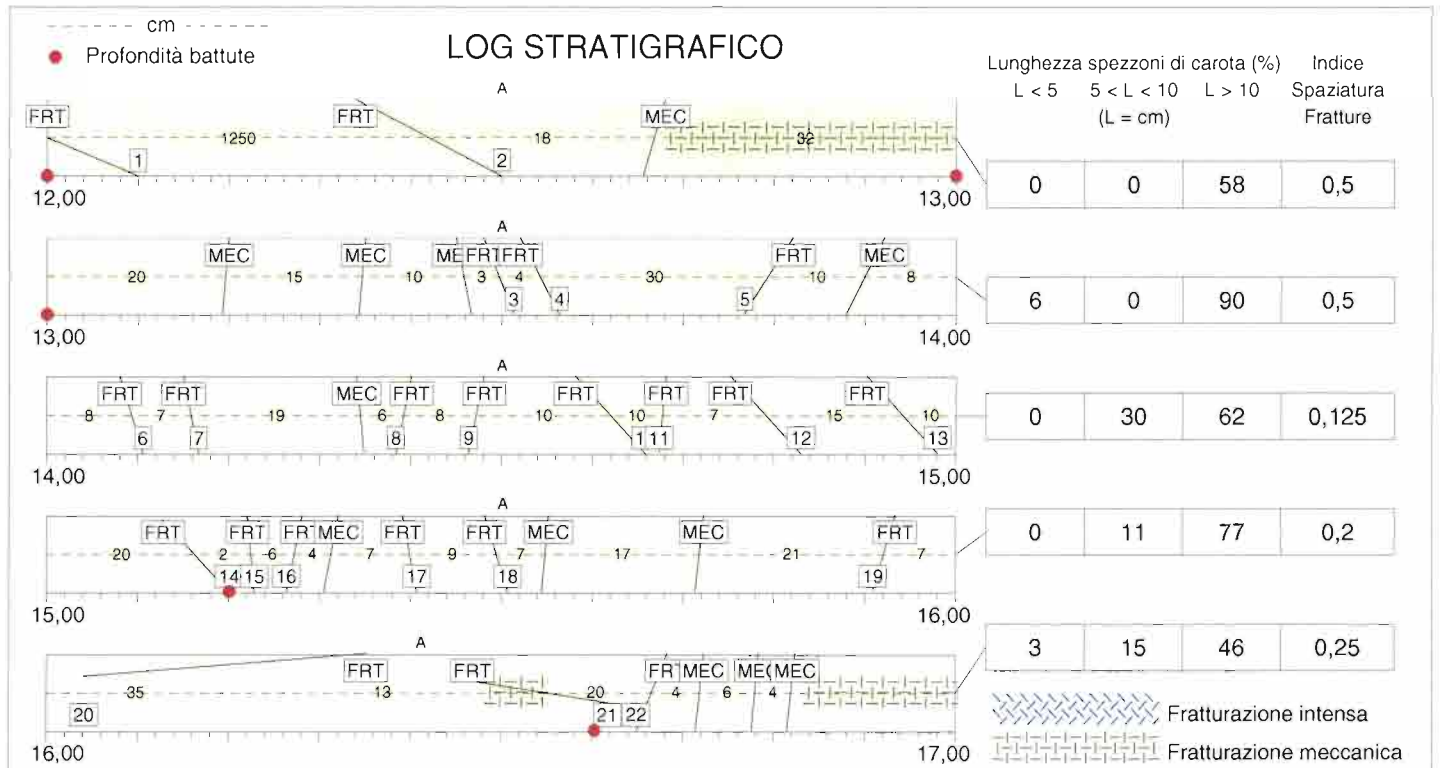 cm
Profondità battute
LOG STRATIGRAFICO
Lunghezza spezzoni di carota (%) Indice
L < 5 5 < L < 10 L > 10 Spaziatura
(L = cm) Fratture
A
FRT FRT MEC
1250 18 32
1 2
12,00 13,00
0 0 58 0,5
A
MEC MEC ME FRT FRT FRT MEC
20 15 10 3 4 30 10 8
3 4 5
13,00 14,00
6 0 90 0,5
A
FRT FRT MEC FRT FRT FRT FRT FRT FRT
8 7 19 6 8 10 10 7 15 10
6 7 8 9 1 11 12 13
14,00 15,00
0 30 62 0,125
A
FRT FRT FRT MEC FRT FRT MEC MEC FRT
20 2 6 4 7 9 7 17 21 7
14 15 16 17 18 19
15,00 16,00
0 11 77 0,2
A
FRT FRT FRT MEC MEC MEC
35 13 20 4 6 4
20 21 22
16,00 17,00
3 15 46 0,25
Fratturazione intensa
Fratturazione meccanica